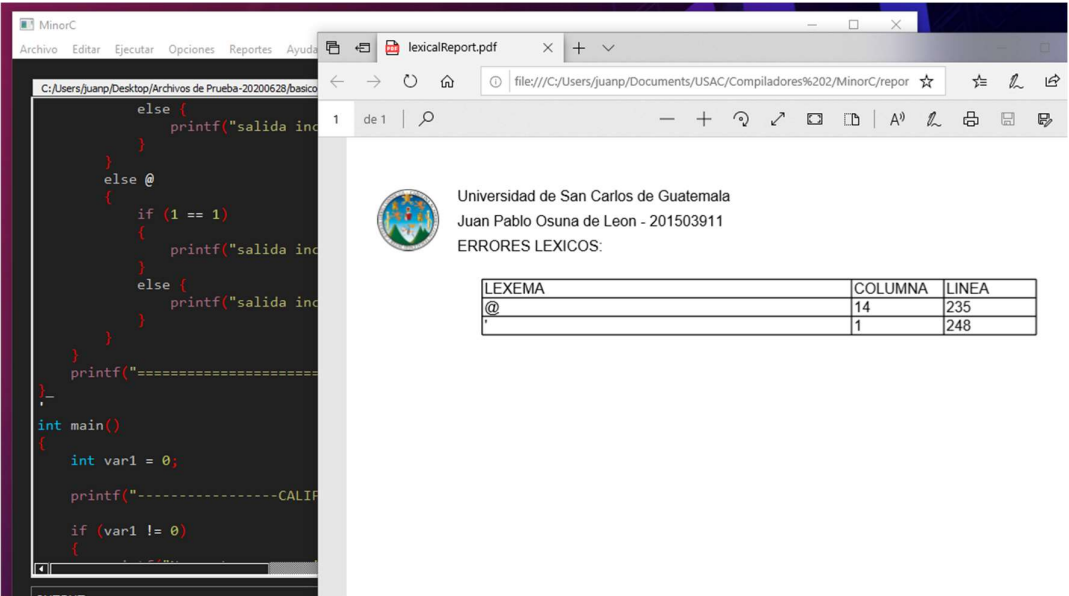 MinorC
Archivo Editar Ejecutar Opciones Reportes Ayuda
C:/Users/juanp/Desktop/Archivos de Prueba-20200628/basico
else {
printf("salida inc
}
}
else @
{
if (1 == 1)
{
printf("salida inc
}
else {
printf("salida inc
}
}
}
printf("======================
}_
'
int main()
{
int var1 = 0;
printf("-----------------CALIF
if (var1 != 0)
{
lexicalReport.pdf
file:///C:/Users/juanp/Documents/USAC/Compiladores%202/MinorC/repor
1 de 1
Universidad de San Carlos de Guatemala
Juan Pablo Osuna de Leon - 201503911
ERRORES LEXICOS:
LEXEMA COLUMNA LINEA
@ 14 235
' 1 248